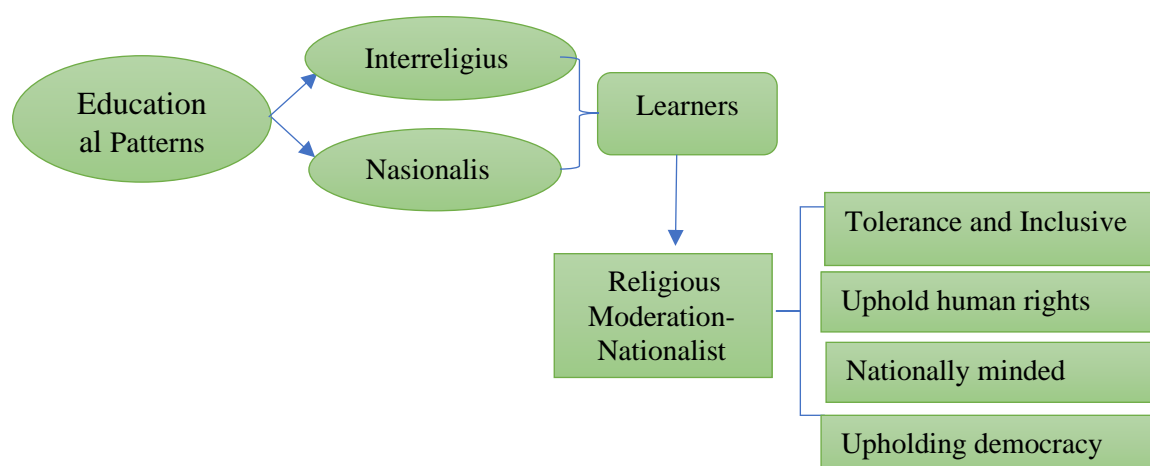 Education
al Patterns
Interreligius
Nasionalis
Learners
Religious
Moderation-
Nationalist
Tolerance and Inclusive
Uphold human rights
Nationally minded
Upholding democracy